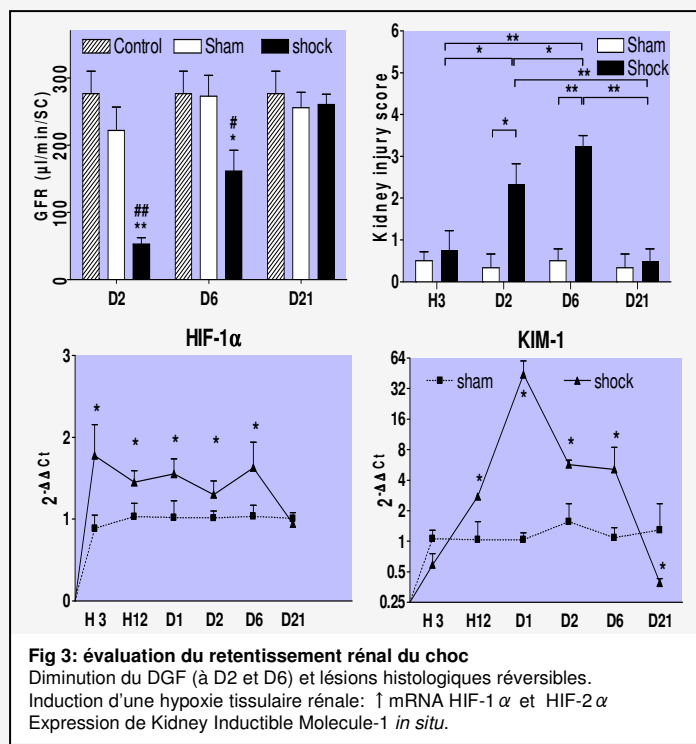 Control Sham shock
GFR (µl/min/SC)
300
200
100
0
##
**
#
*
D2 D6 D21
Sham
Shock
Kidney injury score
6
5
4
3
2
1
0
**
* *
**
** **
*
H3 D2 D6 D21
HIF-1α
2-ΔΔCt
3
2
1
0
* * * * *
H 3 H12 D1 D2 D6 D21
KIM-1
sham shock
2-ΔΔCt
64
32
16
8
4
2
1
0.25
*
*
*
*
*
H 3 H12 D1 D2 D6 D21
Fig 3: évaluation du retentissement rénal du choc
Diminution du DGF (à D2 et D6) et lésions histologiques réversibles.
Induction d'une hypoxie tissulaire rénale: ↑ mRNA HIF-1α et HIF-2α
Expression de Kidney Inductible Molecule-1 in situ.